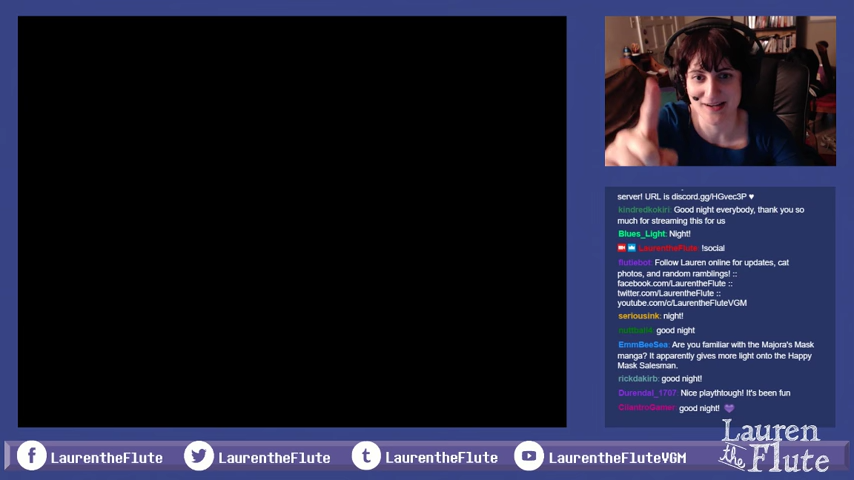 server! URL is discord.gg/HGvec3P ♥
kindredkokiri: Good night everybody, thank you so
much for streaming this for us
Blues_Light: Night!
LaurentheFlute: !social
flutebot: Follow Lauren online for updates, cat
photos, and random ramblings! ::
facebook.com/LaurentheFlute ::
twitter.com/LaurentheFlute ::
youtube.com/c/LaurentheFluteVGM
seriousink: night!
good night
EmmBeeSea: Are you familiar with the Majora's Mask
manga? It apparently gives more light onto the Happy
Mask Salesman.
rickdakirb: good night!
Durendal_1787: Nice playthtough! It's been fun
CilantroGamer: good night! 💜
Lauren
the Flute
LaurentheFlute
LaurentheFlute
LaurentheFlute
LaurentheFluteVGM